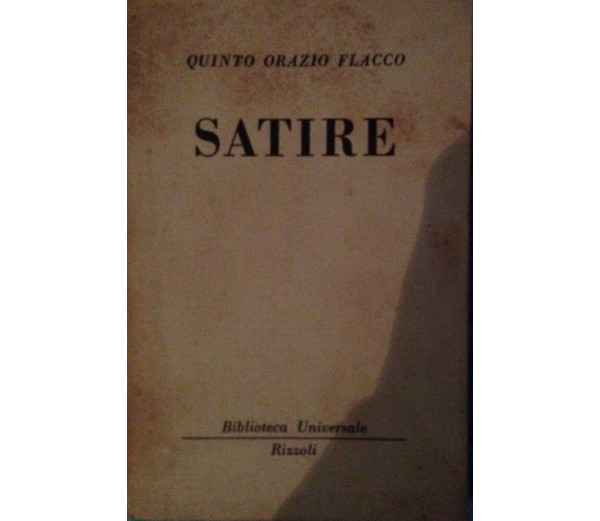 QUINTO ORAZIO FLACCO
SATIRE
Biblioteca Universale
Rizzoli